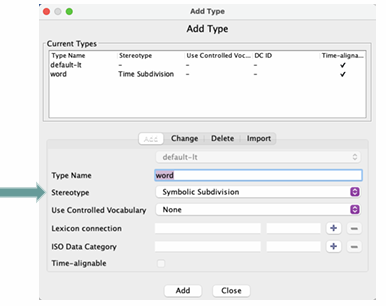 Add Type
Add Type
Current Types
Type Name Stereotype Use Controlled Voc... DC ID Time-aligna...
default-lt – – – ✔
word Time Subdivision – – ✔
Add Change Delete Import
default-lt
Type Name word
Stereotype Symbolic Subdivision
Use Controlled Vocabulary None
Lexicon connection + −
ISO Data Category + −
Time-alignable
Add Close